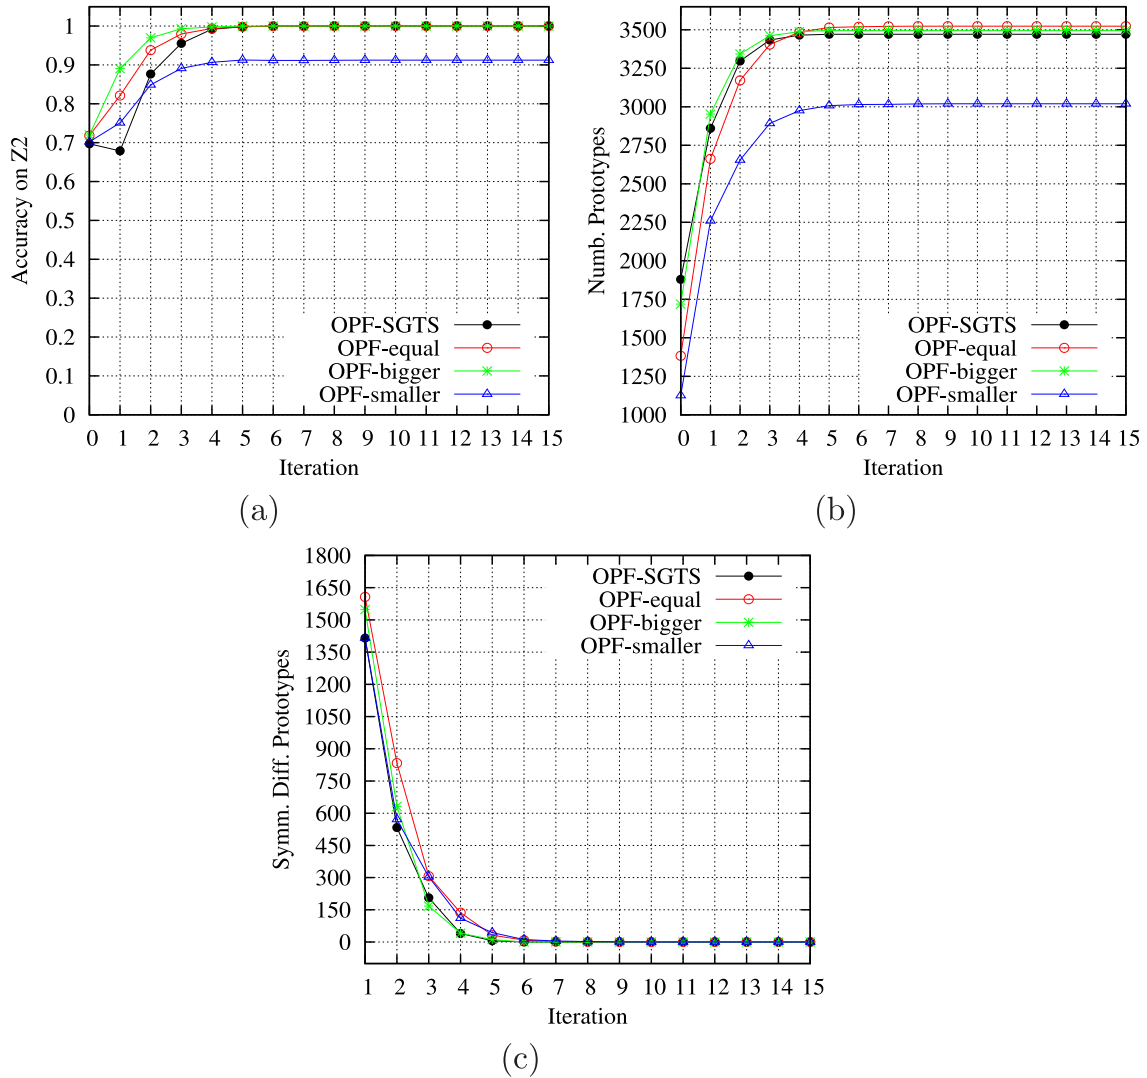 Accuracy on Z2
1
0.9
0.8
0.7
0.6
0.5
0.4
0.3
0.2
0.1
0
OPF-SGTS
OPF-equal
OPF-bigger
OPF-smaller
0 1 2 3 4 5 6 7 8 9 10 11 12 13 14 15
Iteration
(a)
Numb. Prototypes
3500
3250
3000
2750
2500
2250
2000
1750
1500
1250
1000
OPF-SGTS
OPF-equal
OPF-bigger
OPF-smaller
0 1 2 3 4 5 6 7 8 9 10 11 12 13 14 15
Iteration
(b)
Symm. Diff. Prototypes
1800
1650
1500
1350
1200
1050
900
750
600
450
300
150
0
OPF-SGTS
OPF-equal
OPF-bigger
OPF-smaller
1 2 3 4 5 6 7 8 9 10 11 12 13 14 15
Iteration
(c)